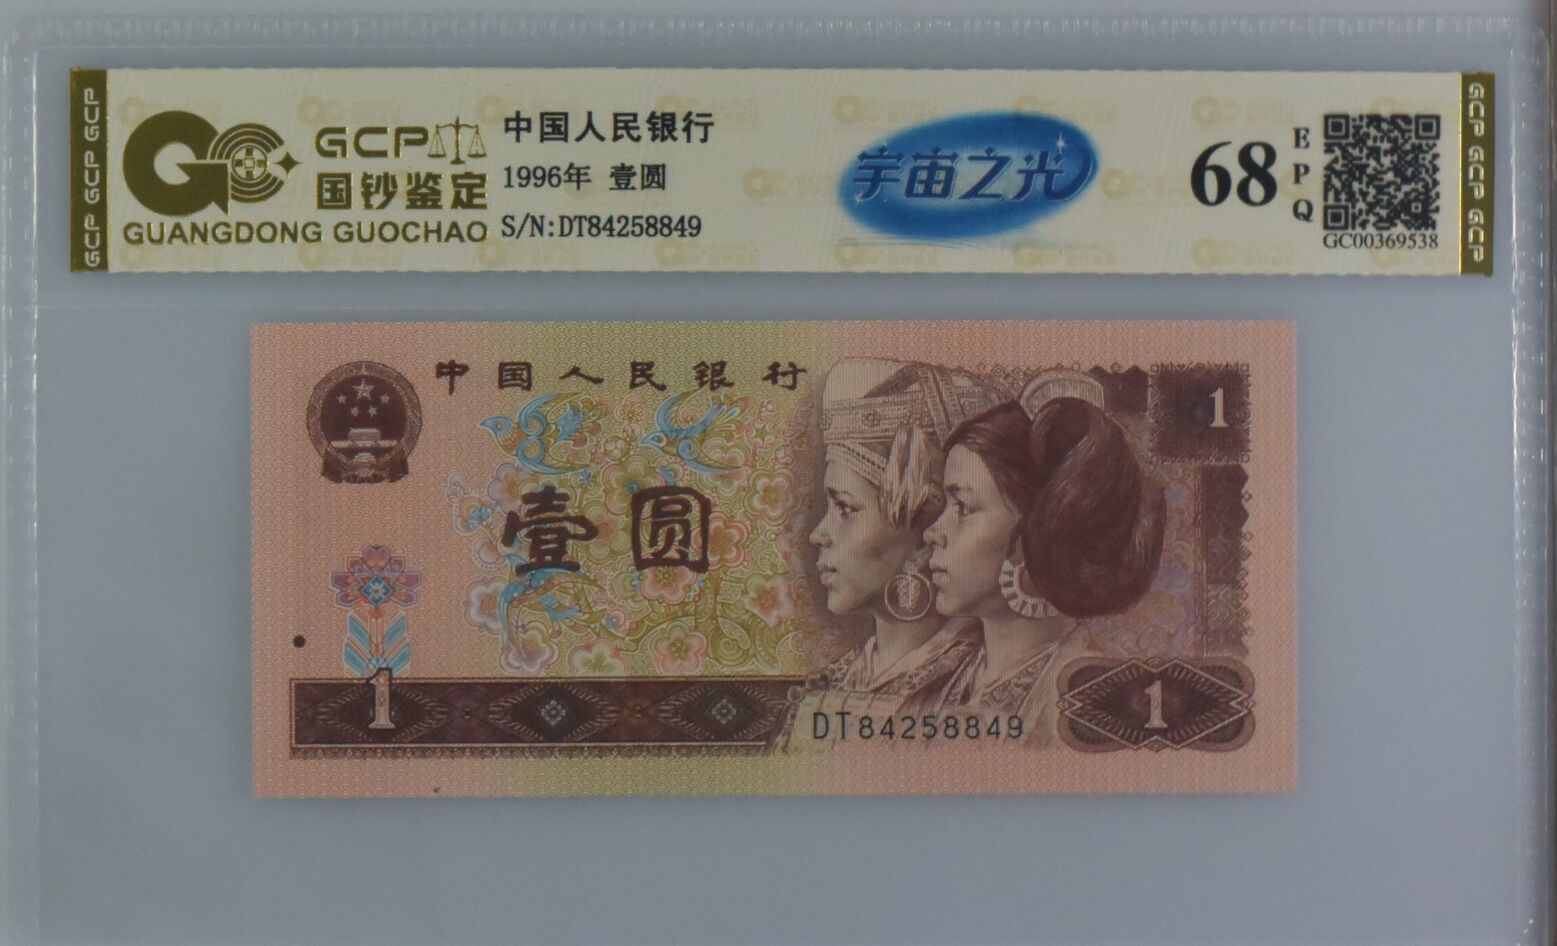 GCP
国钞鉴定
GUANGDONG GUOCHAO
中国人民银行
1996年 壹圆
S/N:DT84258849
宇宙之光
68
EPQ
GC00369538
GCP GCP GCP
GCP GCP GCP
中国人民银行
1
壹圆
1
DT84258849
1